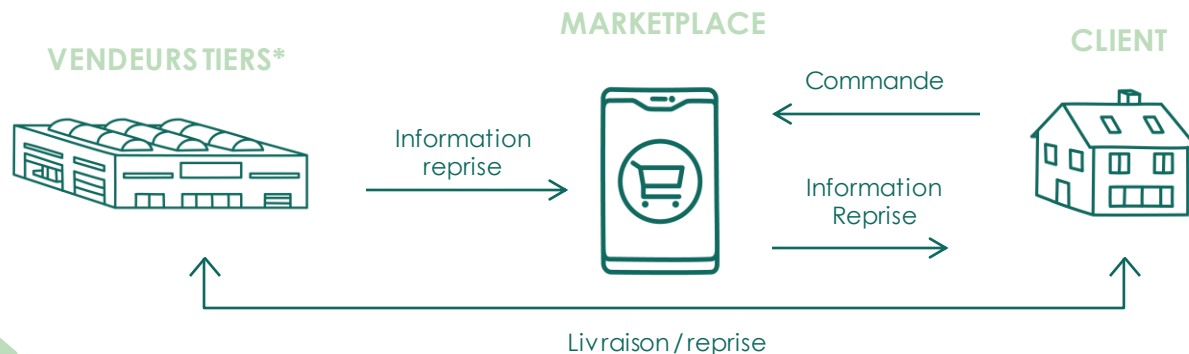 MARKETPLACE
CLIENT
VENDEURS TIERS*
Commande
Information
reprise
Information
Reprise
Livraison / reprise